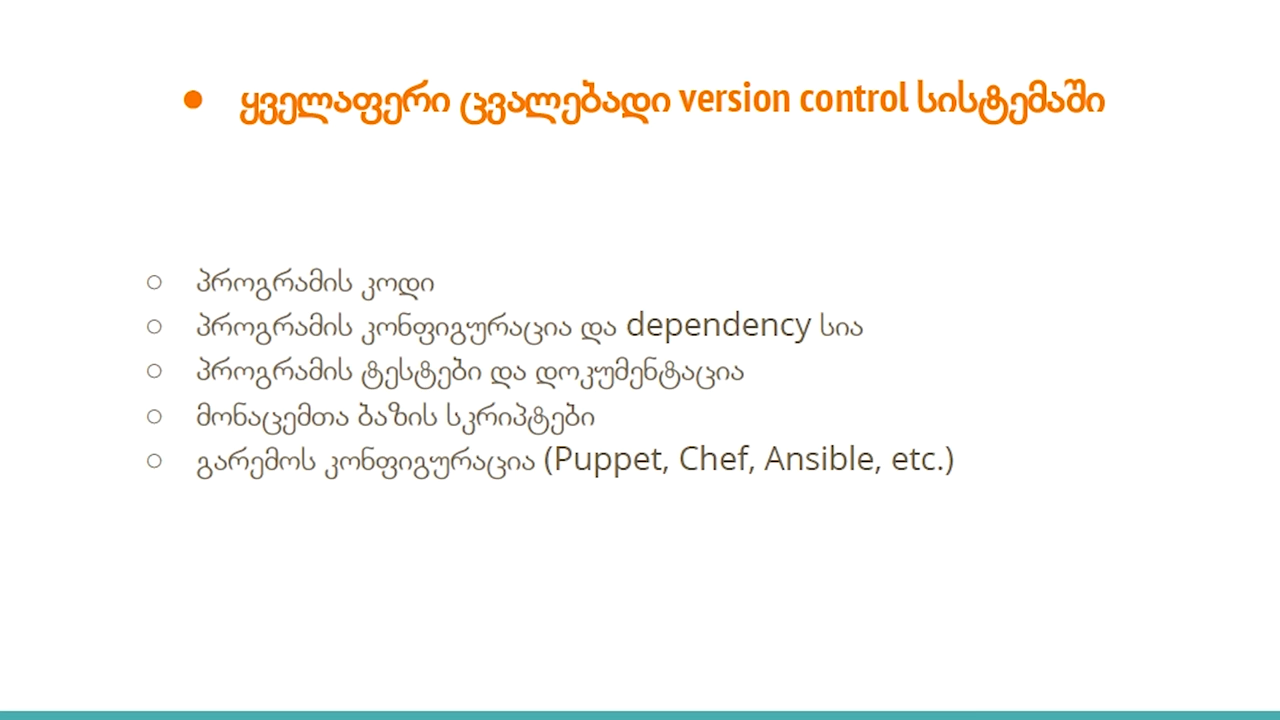 ● ყველაფერი ცვალებადი version control სისტემაში
○ პროგრამის კოდი
○ პროგრამის კონფიგურაცია და dependency სია
○ პროგრამის ტესტები და დოკუმენტაცია
○ მონაცემთა ბაზის სკრიპტები
○ გარემოს კონფიგურაცია (Puppet, Chef, Ansible, etc.)